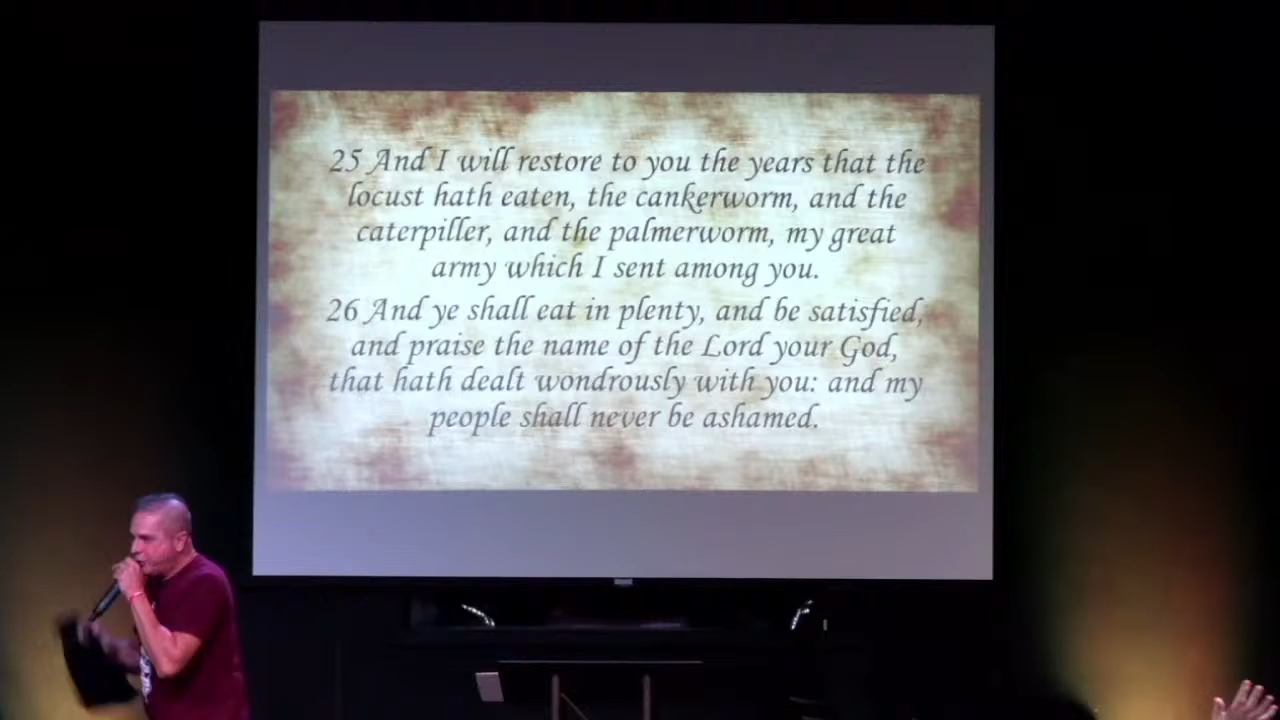 25 And I will restore to you the years that the
locust hath eaten, the cankerworm, and the
caterpiller, and the palmerworm, my great
army which I sent among you.
26 And ye shall eat in plenty, and be satisfied,
and praise the name of the Lord your God,
that hath dealt wondrously with you: and my
people shall never be ashamed.